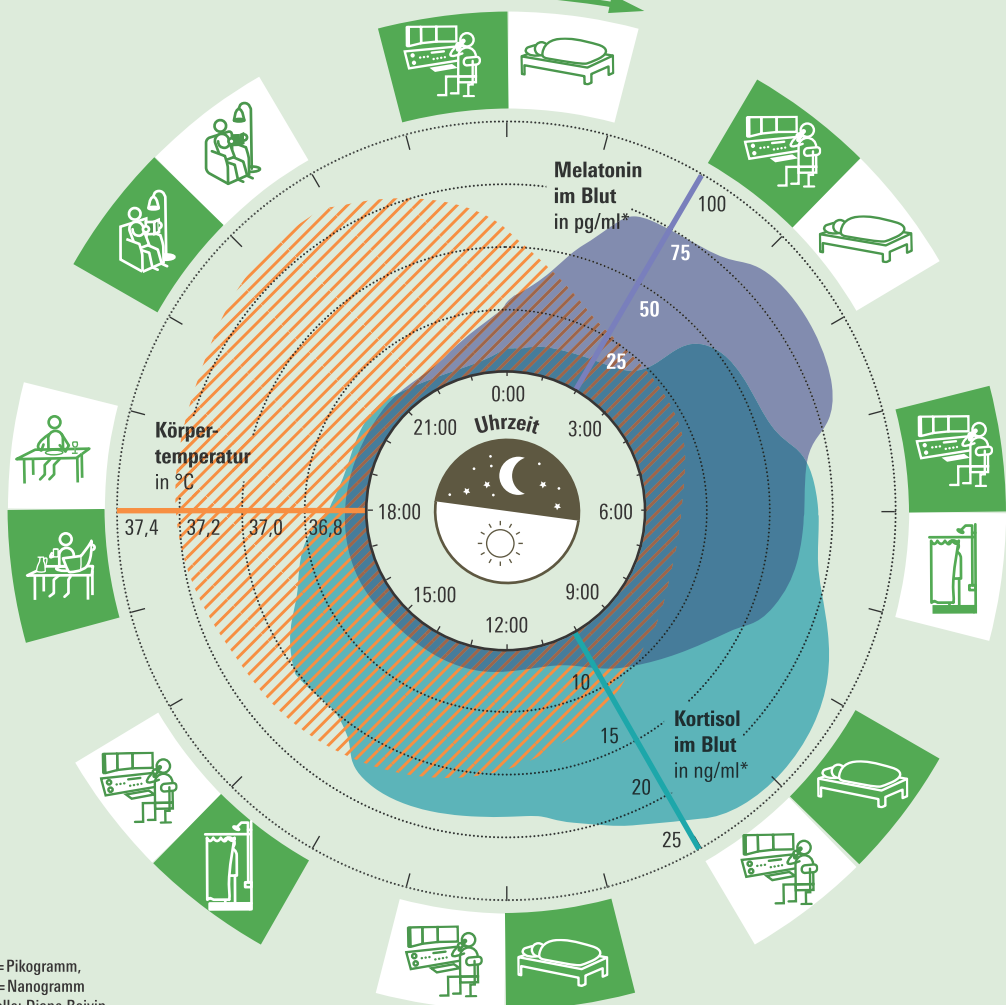 Melatonin
im Blut
in pg/ml*
100
75
50
25
Körper-
temperatur
in °C
37,4
37,2
37,0
36,8
Uhrzeit
0:00
3:00
6:00
9:00
12:00
15:00
18:00
21:00
10
15
20
25
Kortisol
im Blut
in ng/ml*
= Pikogramm,
= Nanogramm